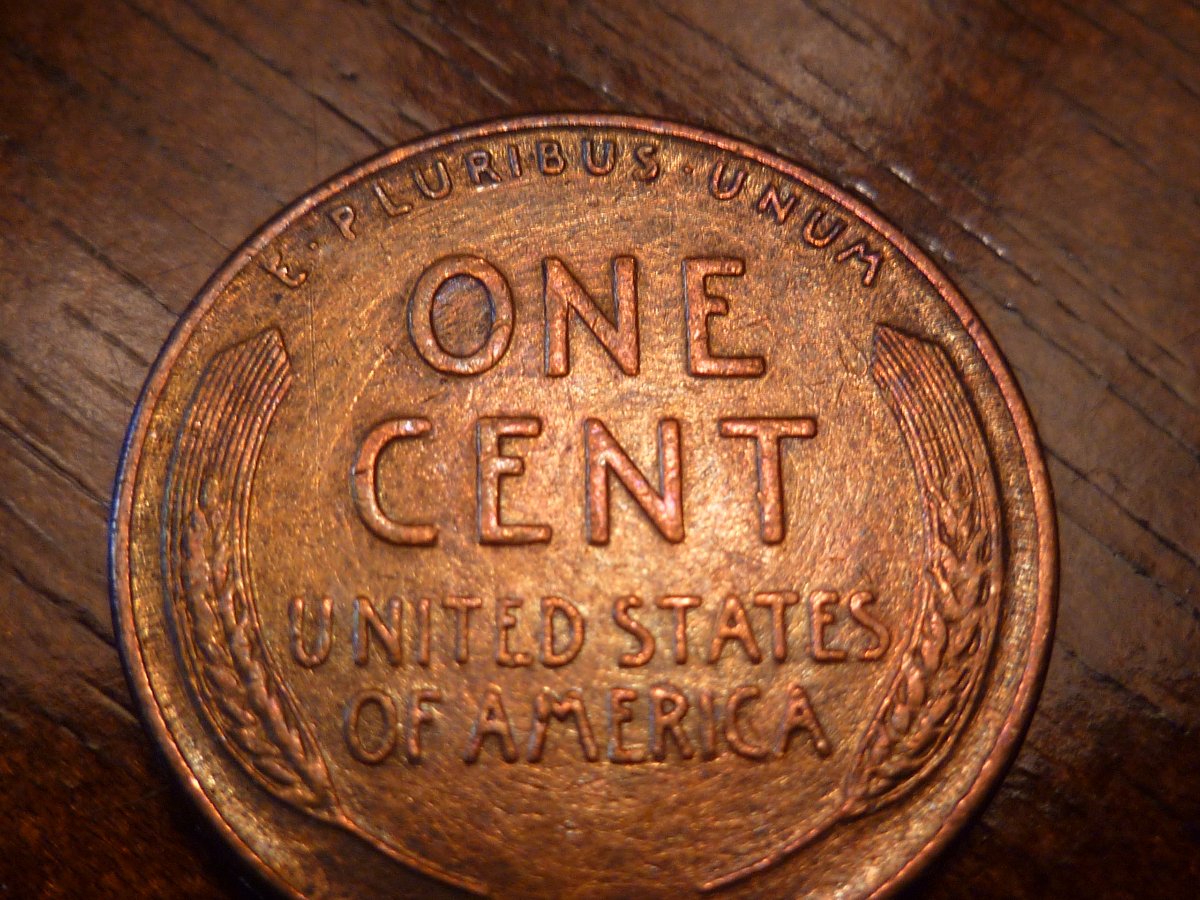 E · PLURIBUS · UNUM
ONE
CENT
UNITED STATES
OF AMERICA